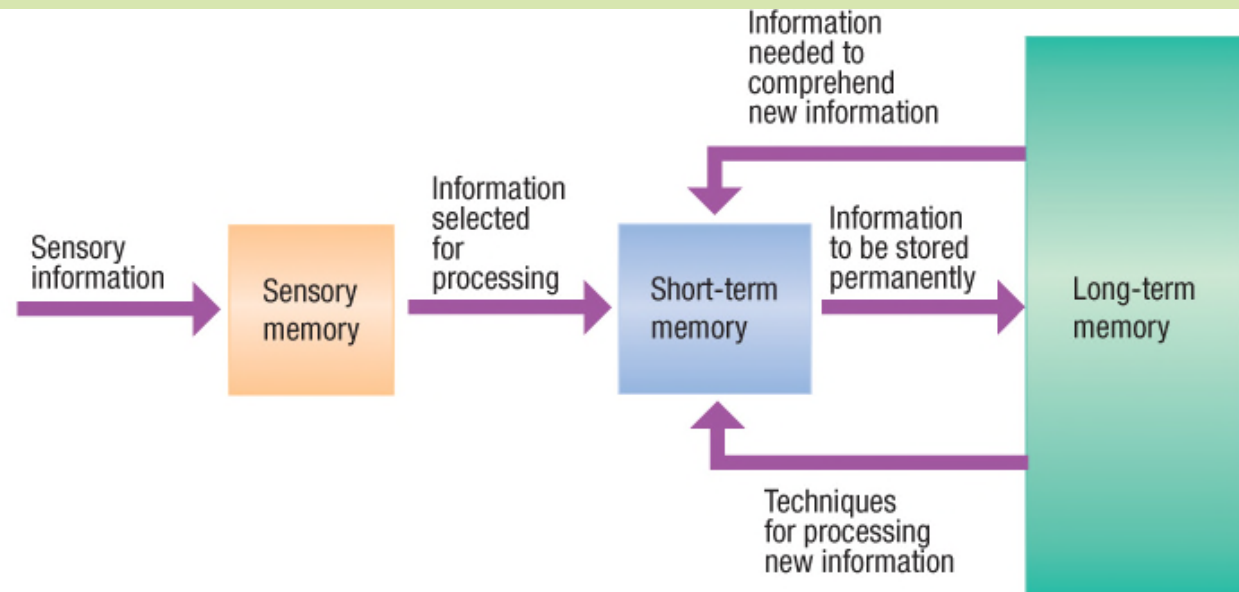 Information
needed to
comprehend
new information
Information
selected
for
processing
Information
to be stored
permanently
Sensory
information
Sensory
memory
Short-term
memory
Long-term
memory
Techniques
for processing
new information